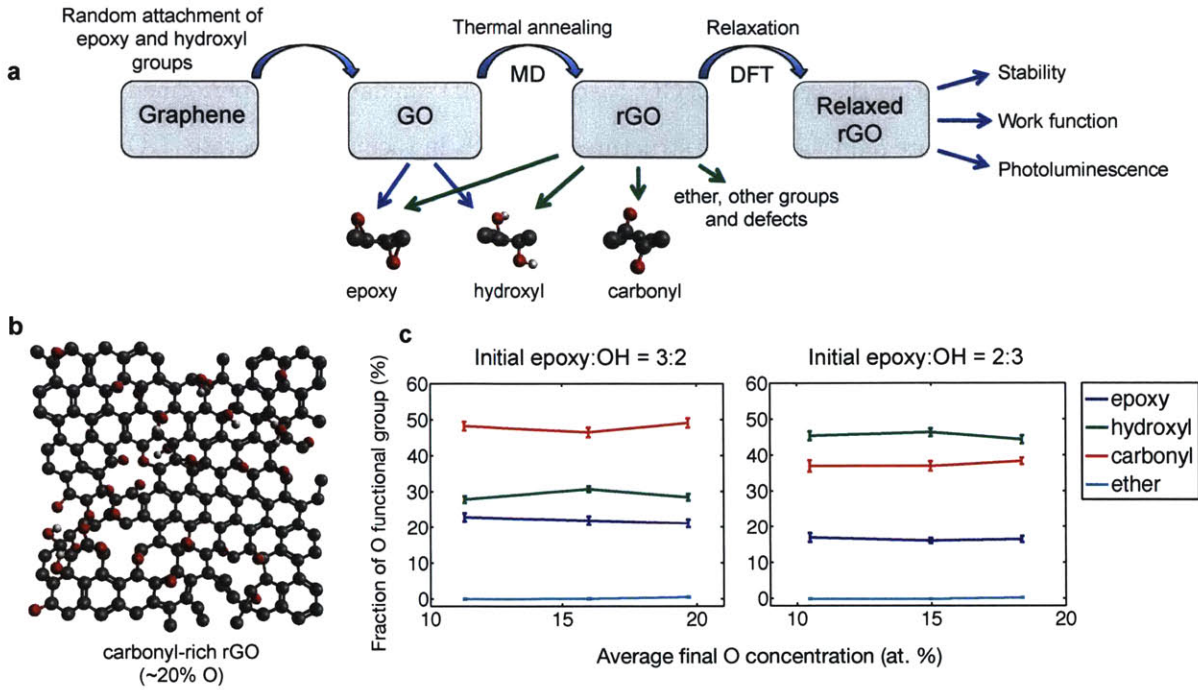 a
Random attachment of
epoxy and hydroxyl
groups
Graphene
GO
Thermal annealing
MD
rGO
Relaxation
DFT
Relaxed
rGO
Stability
Work function
Photoluminescence
ether, other groups
and defects
epoxy
hydroxyl
carbonyl
b
carbonyl-rich rGO
(~20% O)
c
Initial epoxy:OH = 3:2
Initial epoxy:OH = 2:3
Fraction of O functional group (%)
60
50
40
30
20
10
0
10
15
20
60
50
40
30
20
10
0
10
15
20
Average final O concentration (at. %)
epoxy
hydroxyl
carbonyl
ether